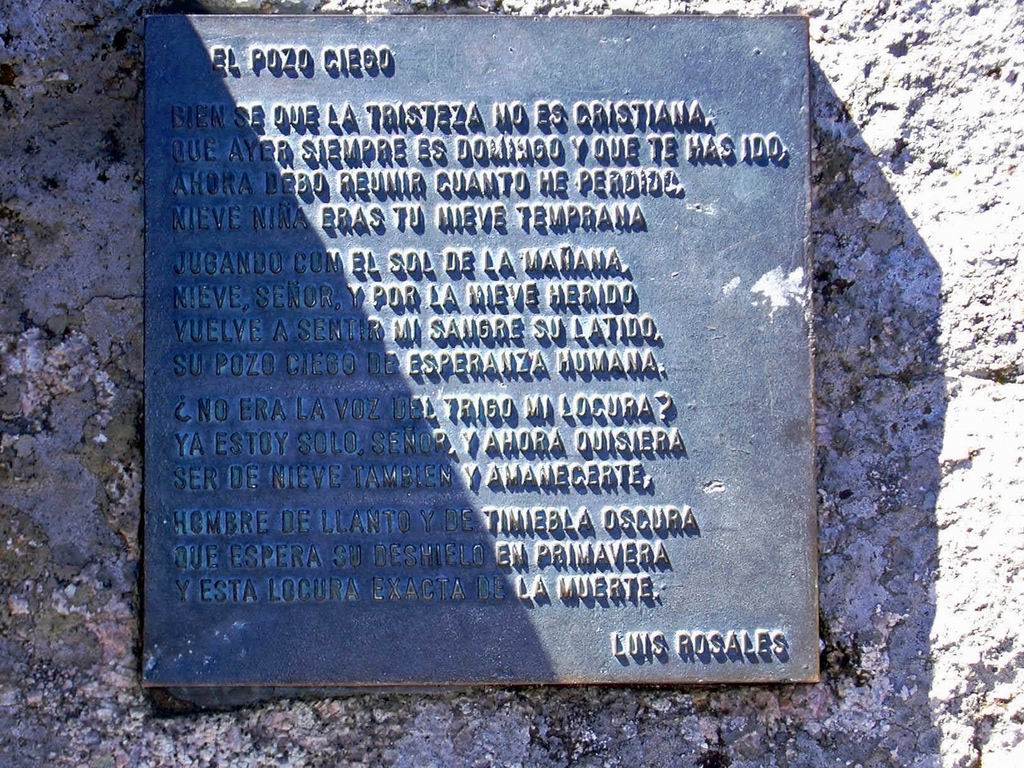 EL POZO CIEGO
BIEN SE QUE LA TRISTEZA NO ES CRISTIANA,
QUE AYER SIEMPRE ES DOMINGO Y QUE TE HAS IDO,
AHORA DEBO REUNIR CUANTO HE PERDIDO,
NIEVE NIÑA ERAS TU NIEVE TEMPRANA
JUGANDO CON EL SOL DE LA MAÑANA,
NIEVE, SEÑOR, Y POR LA NIEVE HERIDO
VUELVE A SENTIR MI SANGRE SU LATIDO,
SU POZO CIEGO DE ESPERANZA HUMANA.
¿NO ERA LA VOZ DEL TRIGO MI LOCURA?
YA ESTOY SOLO, SEÑOR, Y AHORA QUISIERA
SER DE NIEVE TAMBIEN Y AMANECERTE,
HOMBRE DE LLANTO Y DE TINIEBLA OSCURA
QUE ESPERA SU DESHIELO EN PRIMAVERA
Y ESTA LOCURA EXACTA DE LA MUERTE.
LUIS ROSALES